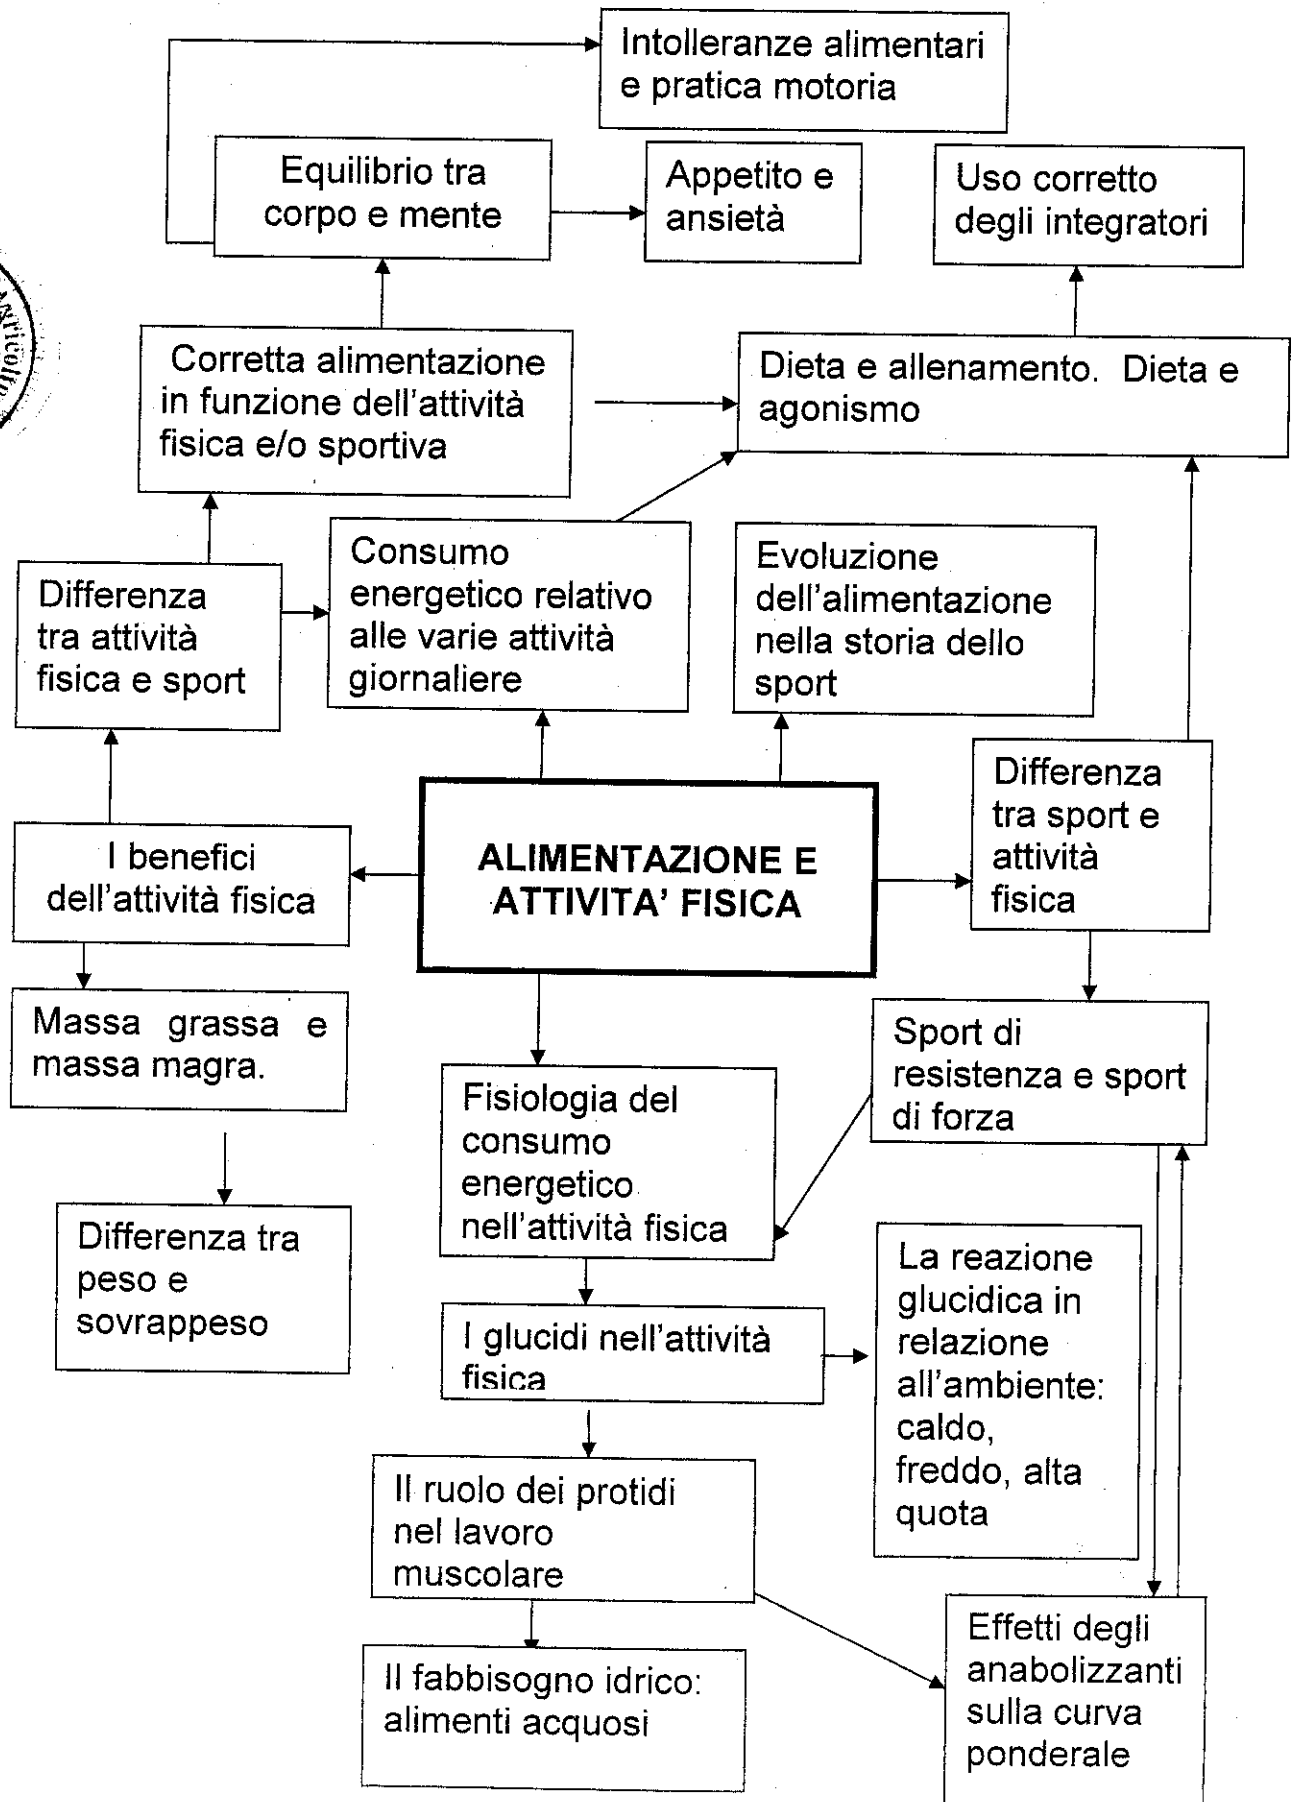 Intolleranze alimentari
e pratica motoria
Equilibrio tra
corpo e mente
Appetito e
ansietà
Uso corretto
degli integratori
Corretta alimentazione
in funzione dell'attività
fisica e/o sportiva
Dieta e allenamento. Dieta e
agonismo
Differenza
tra attività
fisica e sport
Consumo
energetico relativo
alle varie attività
giornaliere
Evoluzione
dell'alimentazione
nella storia dello
sport
I benefici
dell'attività fisica
ALIMENTAZIONE E
ATTIVITA' FISICA
Differenza
tra sport e
attività
fisica
Massa grassa e
massa magra.
Sport di
resistenza e sport
di forza
Fisiologia del
consumo
energetico
nell'attività fisica
Differenza tra
peso e
sovrappeso
I glucidi nell'attività
fisica
La reazione
glucidica in
relazione
all'ambiente:
caldo,
freddo, alta
quota
Il ruolo dei protidi
nel lavoro
muscolare
Il fabbisogno idrico:
alimenti acquosi
Effetti degli
anabolizzanti
sulla curva
ponderale